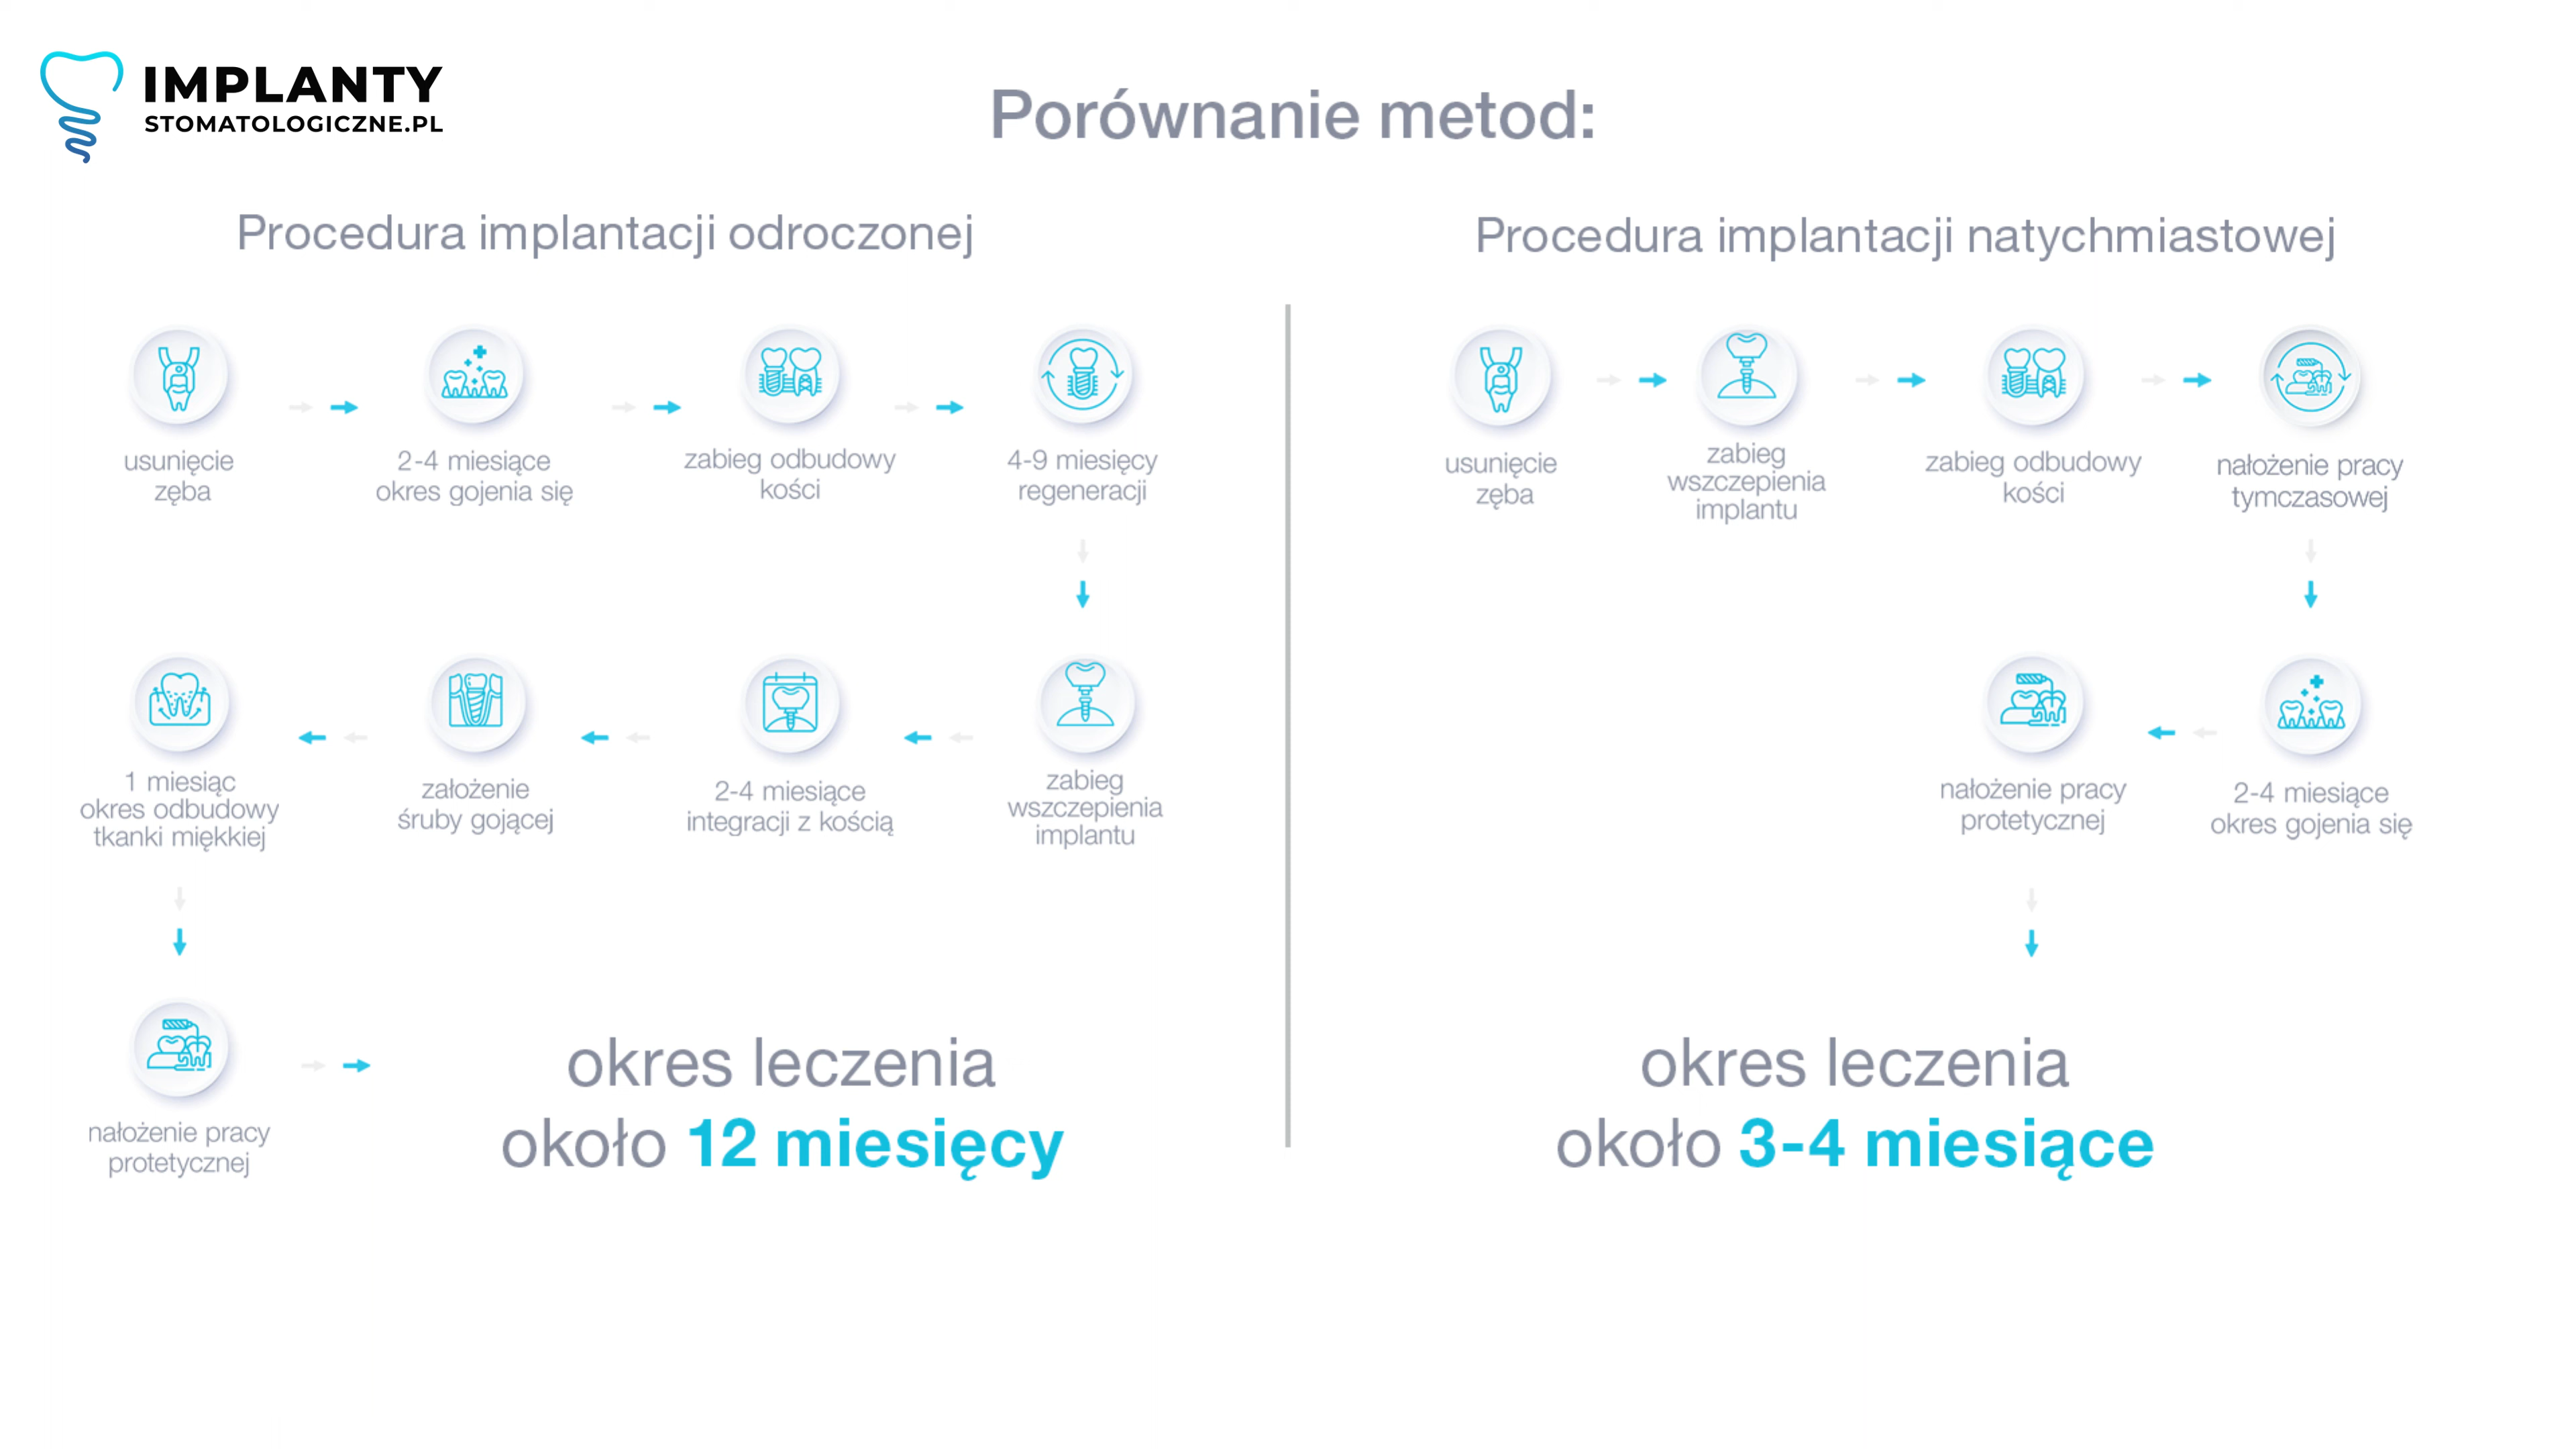 IMPLANTY
STOMATOLOGICZNE.PL
Porównanie metod:
Procedura implantacji odroczonej
usunięcie
zęba
2-4 miesiące
okres gojenia się
zabieg odbudowy
kości
4-9 miesięcy
regeneracji
zabieg
wszczepienia
implantu
2-4 miesiące
integracji z kością
założenie
śruby gojącej
1 miesiąc
okres odbudowy
tkanki miękkiej
nałożenie pracy
protetycznej
okres leczenia
około 12 miesięcy
Procedura implantacji natychmiastowej
usunięcie
zęba
zabieg
wszczepienia
implantu
zabieg odbudowy
kości
nałożenie pracy
tymczasowej
2-4 miesiące
okres gojenia się
nałożenie pracy
protetycznej
okres leczenia
około 3-4 miesiące